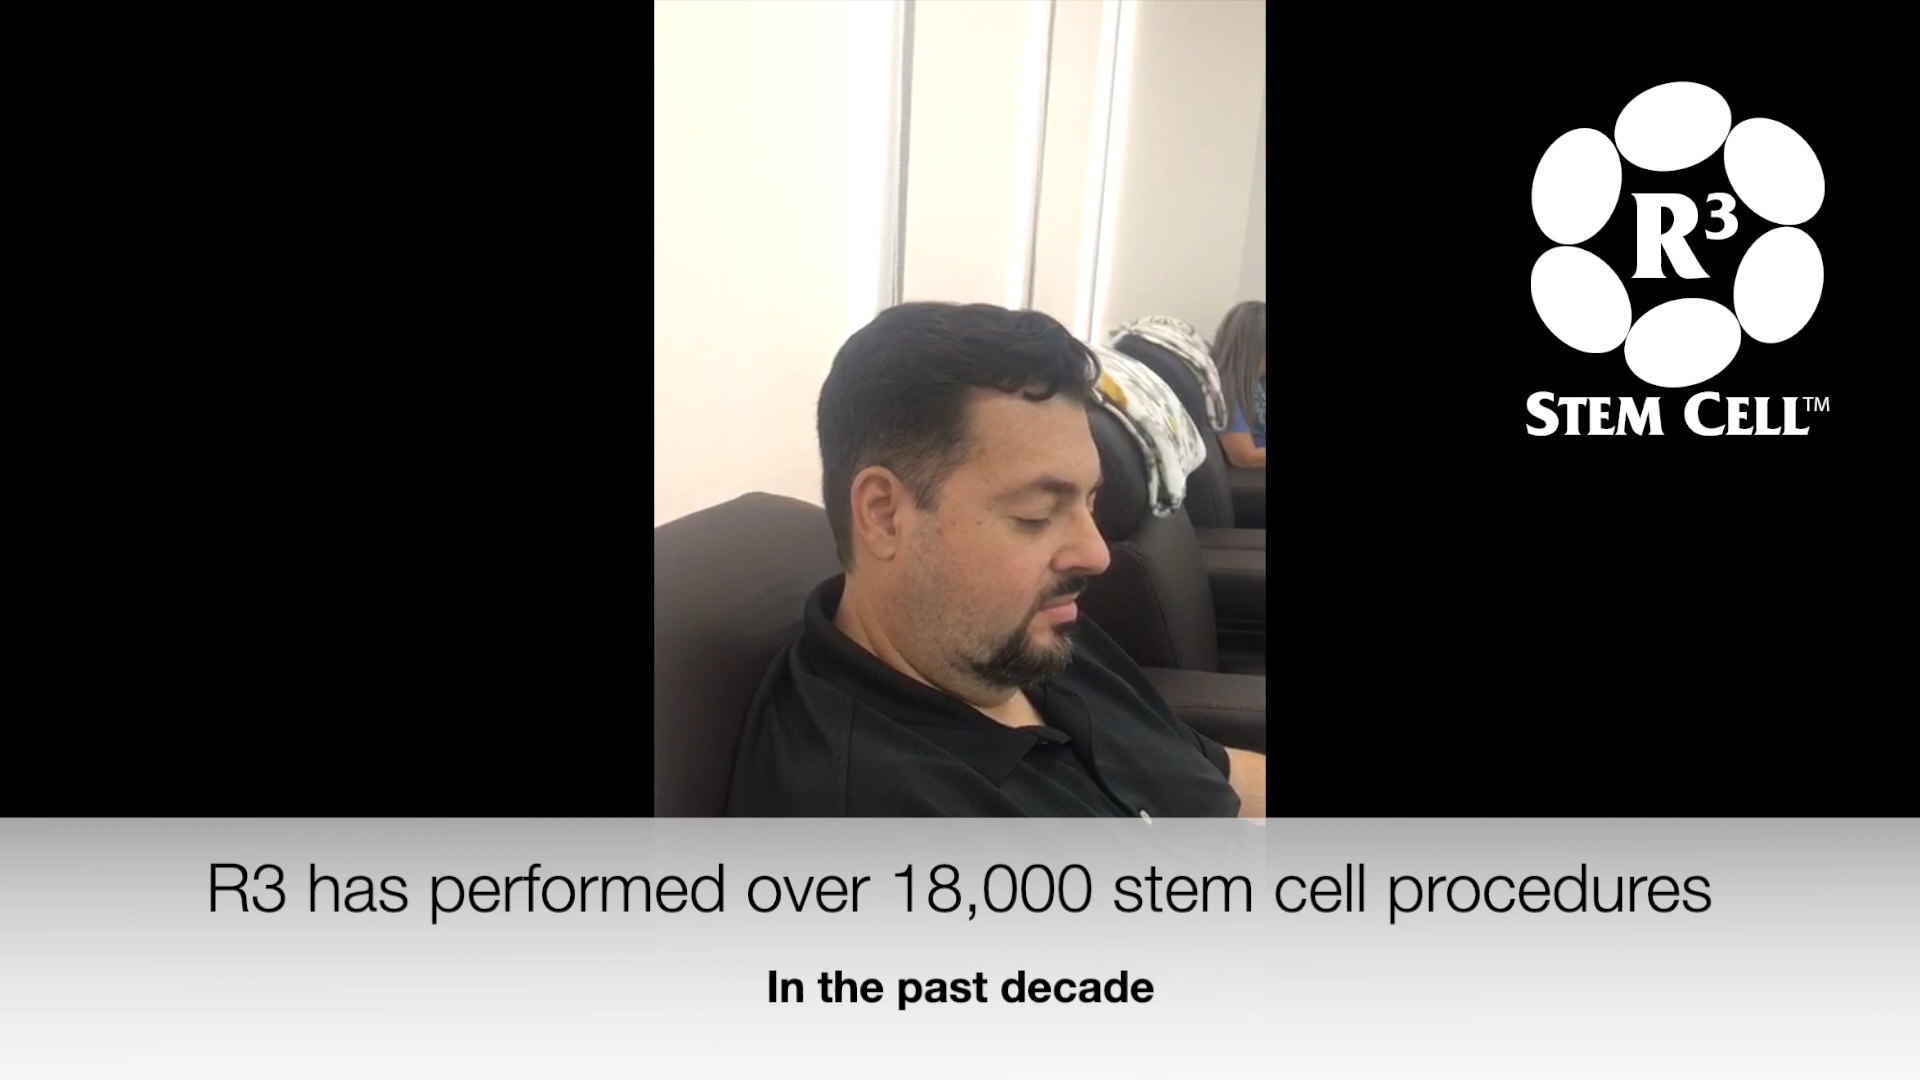 R³
STEM CELL™
R3 has performed over 18,000 stem cell procedures
In the past decade